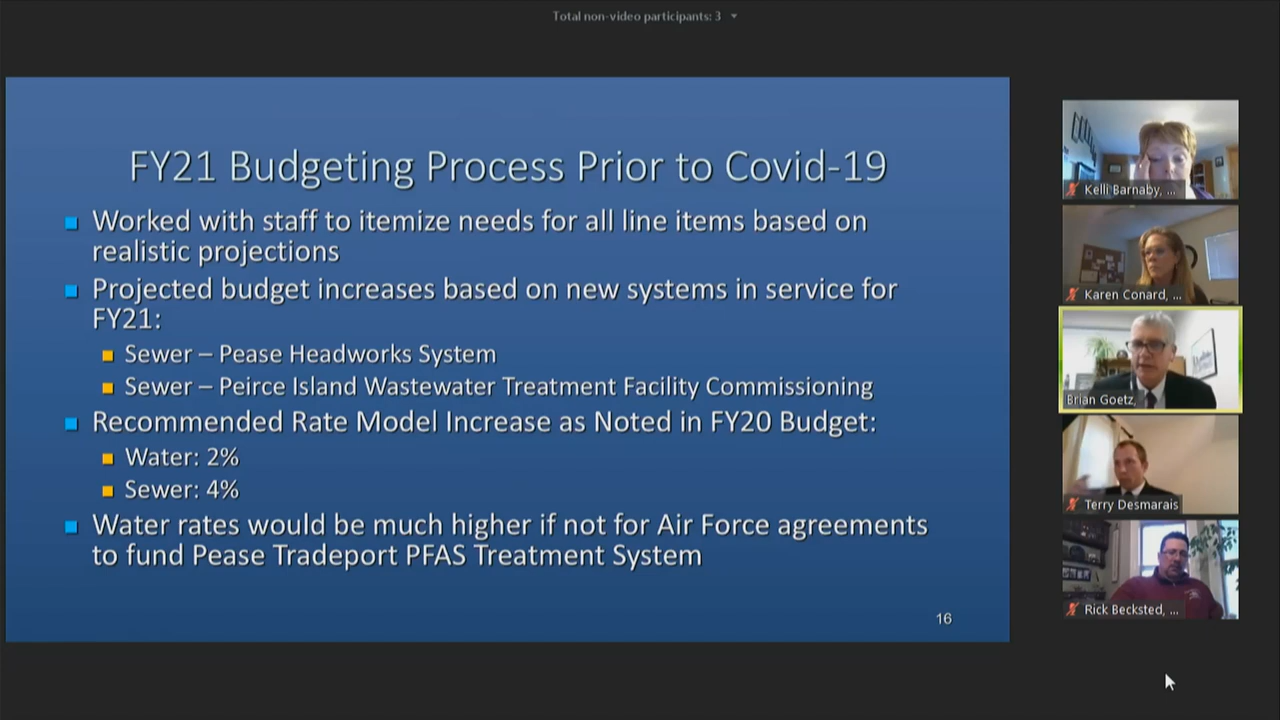 Total non-video participants: 3
FY21 Budgeting Process Prior to Covid-19
Worked with staff to itemize needs for all line items based on
realistic projections
Projected budget increases based on new systems in service for
FY21:
Sewer – Pease Headworks System
Sewer – Peirce Island Wastewater Treatment Facility Commissioning
Recommended Rate Model Increase as Noted in FY20 Budget:
Water: 2%
Sewer: 4%
Water rates would be much higher if not for Air Force agreements
to fund Pease Tradeport PFAS Treatment System
16
Kelli Barnaby, ...
Karen Conard, ...
Brian Goetz,
Terry Desmarais
Rick Becksted, ...